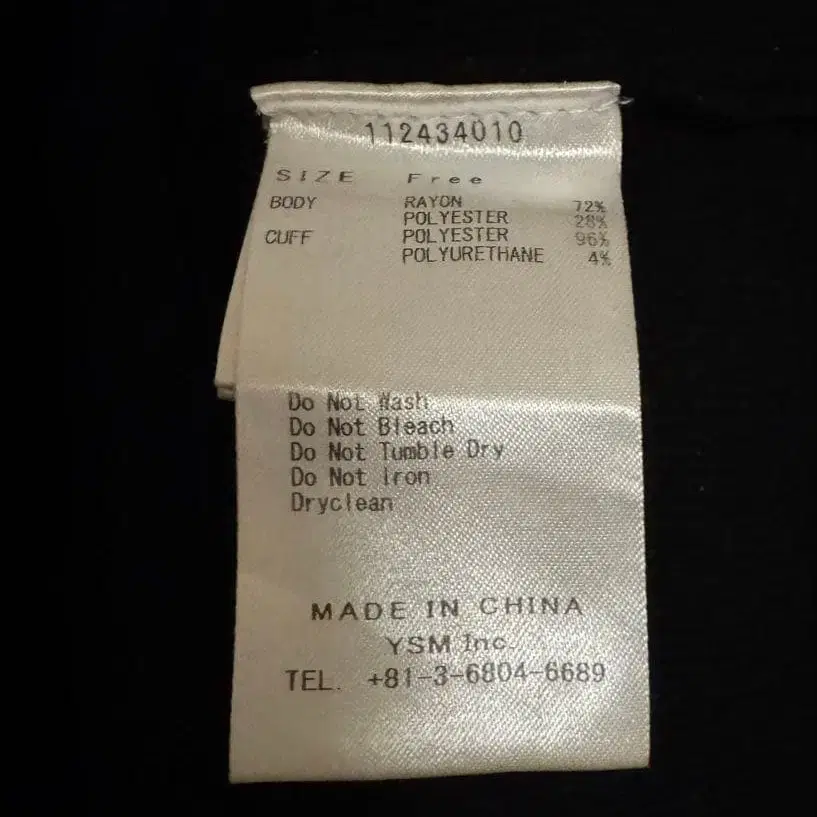 112434010
SIZE Free
BODY RAYON 72%
POLYESTER 28%
CUFF POLYESTER 96%
POLYURETHANE 4%
Do Not Wash
Do Not Bleach
Do Not Tumble Dry
Do Not Iron
Dryclean
MADE IN CHINA
YSM Inc.
TEL. +81-3-6804-6689